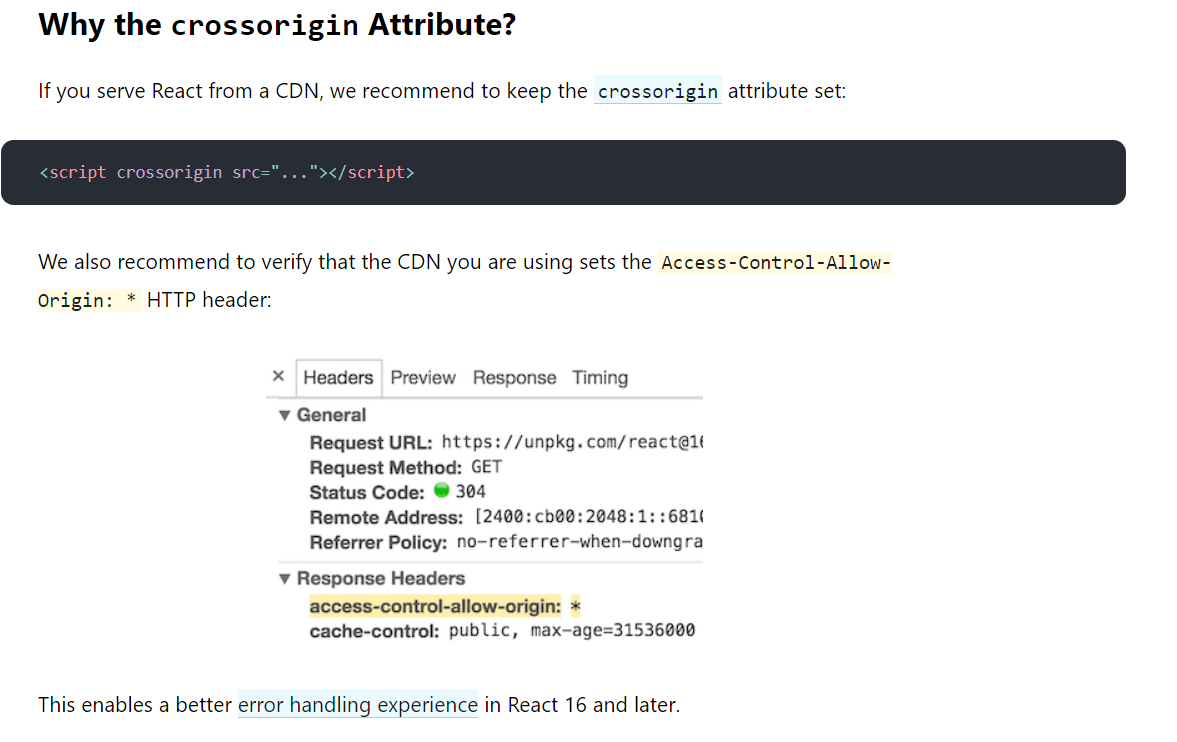 Why the crossorigin Attribute?
If you serve React from a CDN, we recommend to keep the crossorigin attribute set:
<script crossorigin src="..."></script>
We also recommend to verify that the CDN you are using sets the Access-Control-Allow-
Origin: * HTTP header:
× Headers Preview Response Timing
▼ General
Request URL: https://unpkg.com/react@16
Request Method: GET
Status Code: 304
Remote Address: [2400:cb00:2048:1::681
Referrer Policy: no-referrer-when-downgra
▼ Response Headers
access-control-allow-origin: *
cache-control: public, max-age=31536000
This enables a better error handling experience in React 16 and later.